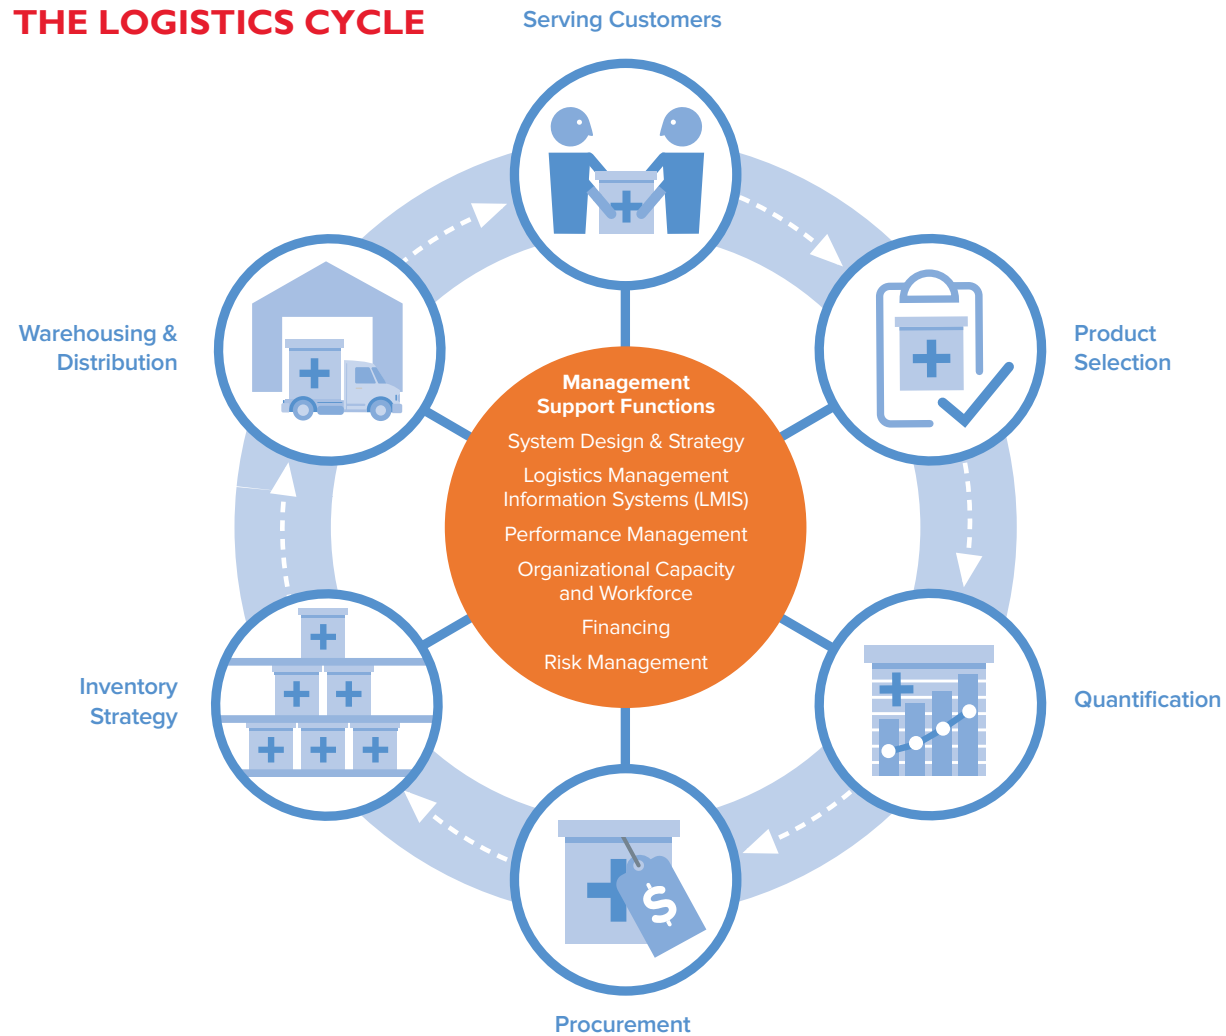 THE LOGISTICS CYCLE
Serving Customers
Warehousing &
Distribution
Product
Selection
Management
Support Functions
System Design & Strategy
Logistics Management
Information Systems (LMIS)
Performance Management
Organizational Capacity
and Workforce
Financing
Risk Management
Inventory
Strategy
Quantification
$
Procurement